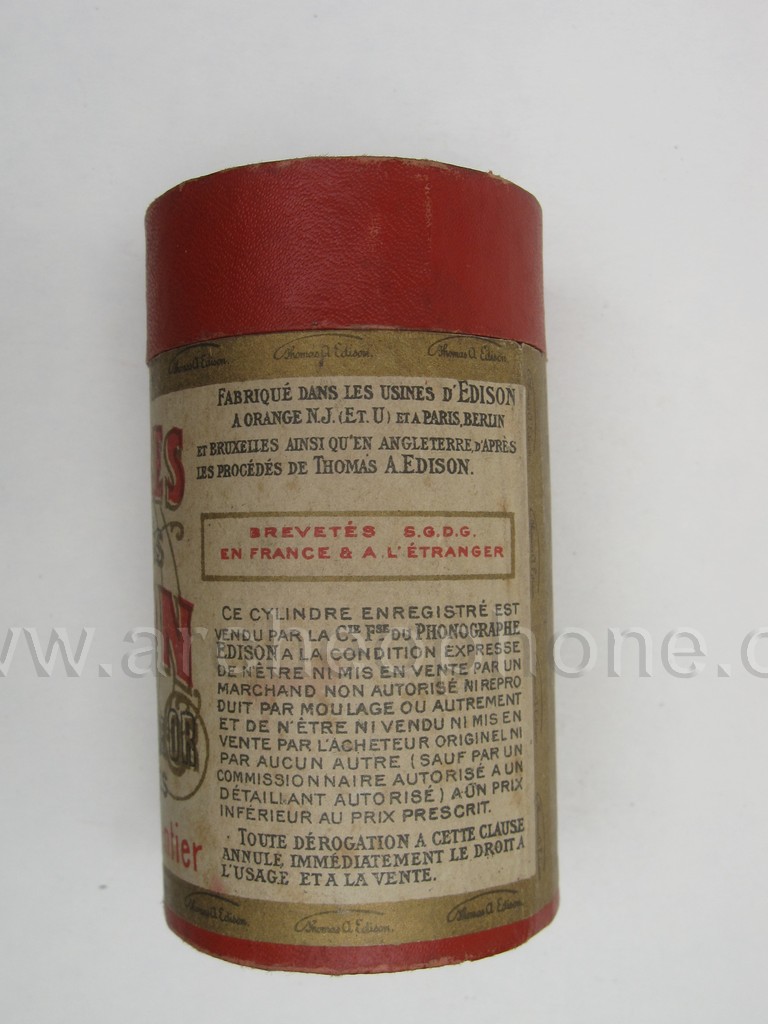 Thomas A. Edison.
Thomas A. Edison.
Thomas A. Edison.
FABRIQUÉ DANS LES USINES D'EDISON
A ORANGE N.J. (ET. U) ET A PARIS, BERLIN
ET BRUXELLES AINSI QU'EN ANGLETERRE, D'APRÈS
LES PROCÉDÉS DE THOMAS A. EDISON.
BREVETÉS S.G.D.G.
EN FRANCE & A L'ÉTRANGER
CE CYLINDRE ENREGISTRÉ EST
VENDU PAR LA CIE FSE DU PHONOGRAPHE
EDISON A LA CONDITION EXPRESSE
DE N'ÊTRE NI MIS EN VENTE PAR UN
MARCHAND NON AUTORISÉ NI REPRO
DUIT PAR MOULAGE OU AUTREMENT
ET DE N'ÊTRE NI VENDU NI MIS EN
VENTE PAR L'ACHETEUR ORIGINEL NI
PAR AUCUN AUTRE (SAUF PAR UN
COMMISSIONNAIRE AUTORISÉ A UN
DÉTAILLANT AUTORISÉ) A UN PRIX
INFÉRIEUR AU PRIX PRESCRIT.
TOUTE DÉROGATION A CETTE CLAUSE
ANNULE, IMMÉDIATEMENT LE DROIT A
L'USAGE ET A LA VENTE.
ES
S
N
OR
S
tier
Thomas A. Edison.
Thomas A. Edison.
Thomas A. Edison.